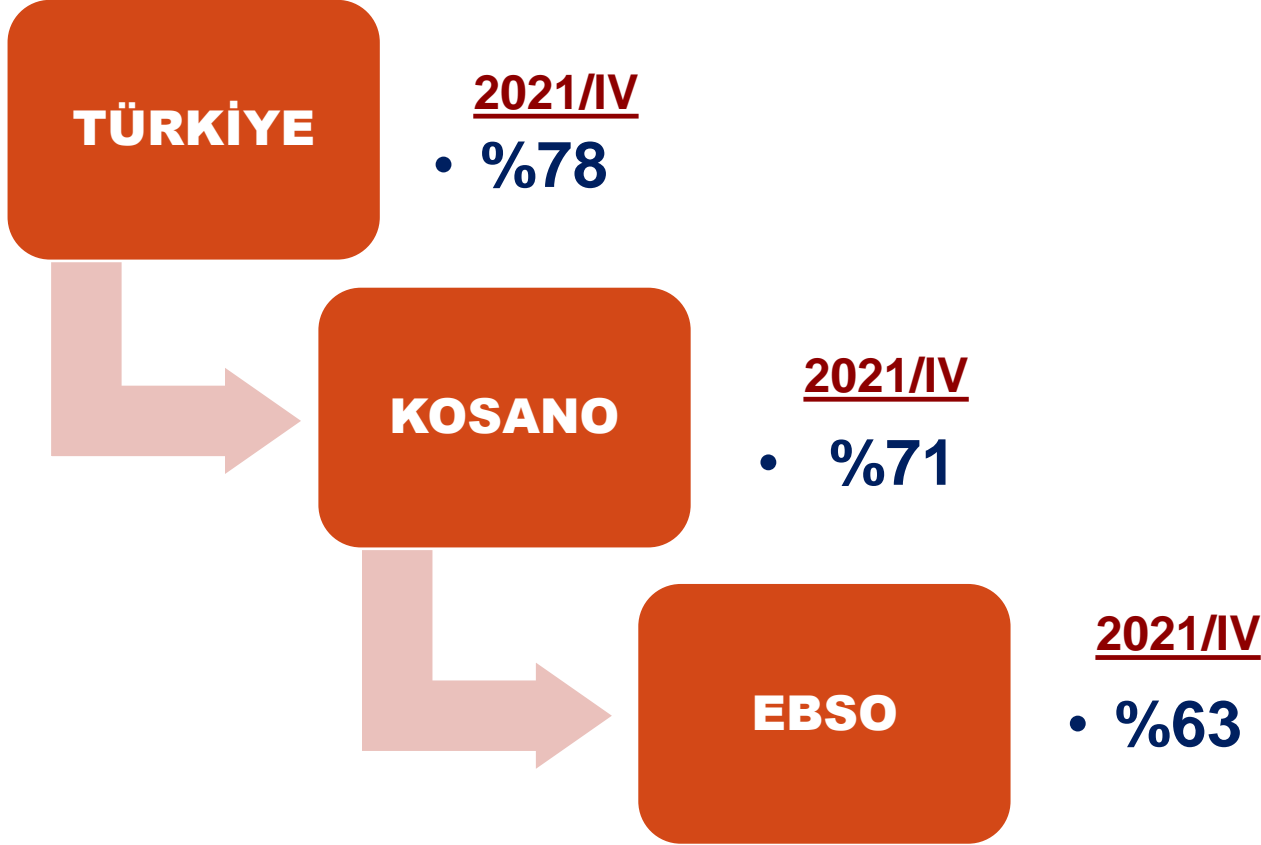 TÜRKİYE
2021/IV
• %78
KOSANO
2021/IV
• %71
EBSO
2021/IV
• %63